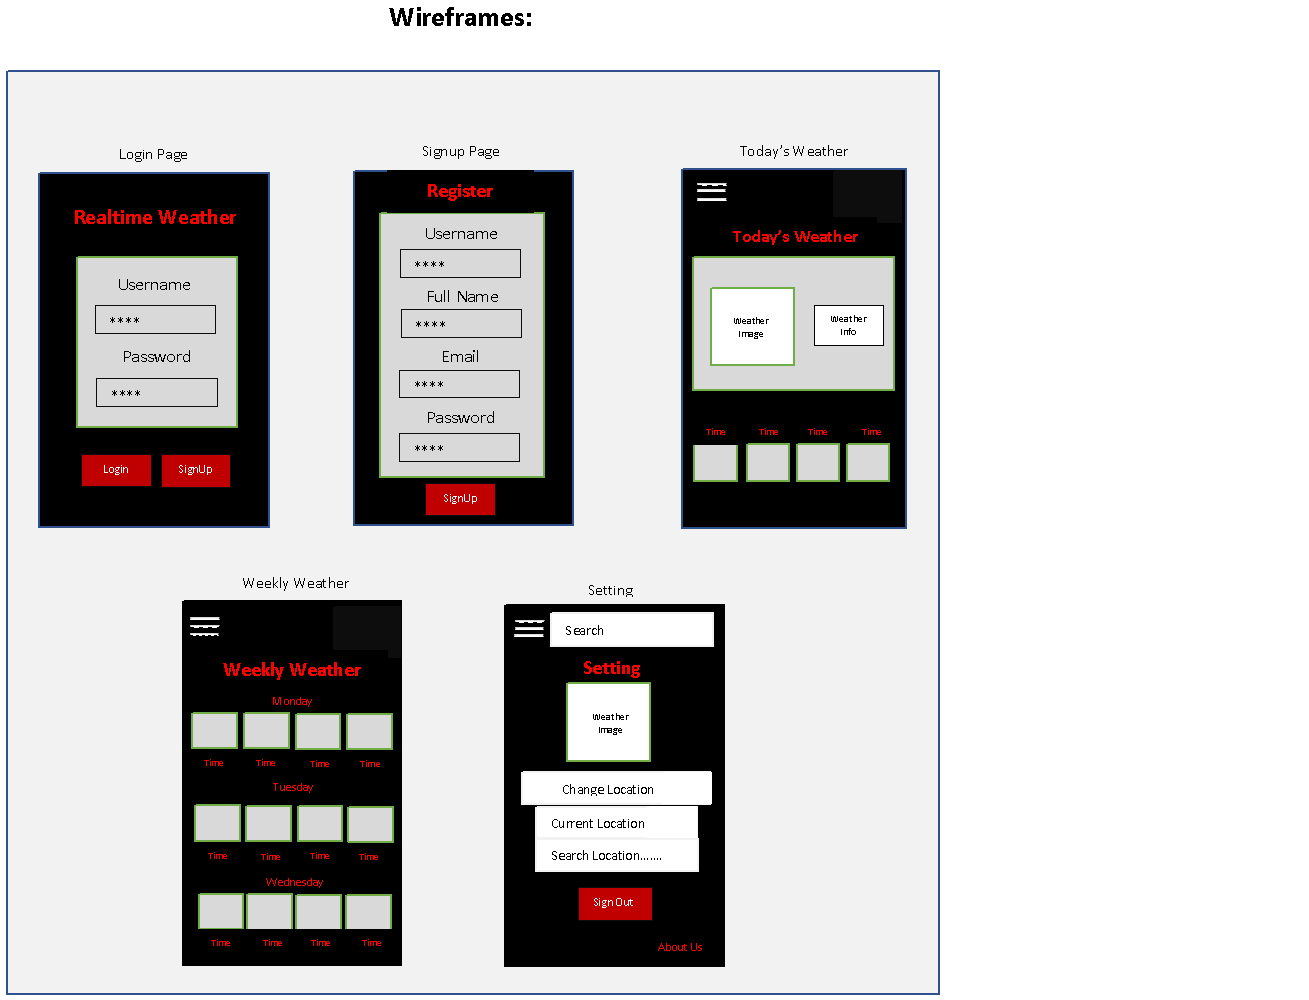 Wireframes:
Login Page
Realtime Weather
Username
****
Password
****
Login
SignUp
Signup Page
Register
Username
****
Full Name
****
Email
****
Password
****
SignUp
Today's Weather
Today's Weather
Weather
Image
Weather
Info
Time Time Time Time
Weekly Weather
Weekly Weather
Monday
Time Time Time Time
Tuesday
Time Time Time Time
Wednesday
Time Time Time Time
Setting
Search
Setting
Weather
Image
Change Location
Current Location
Search Location.......
Sign Out
About Us